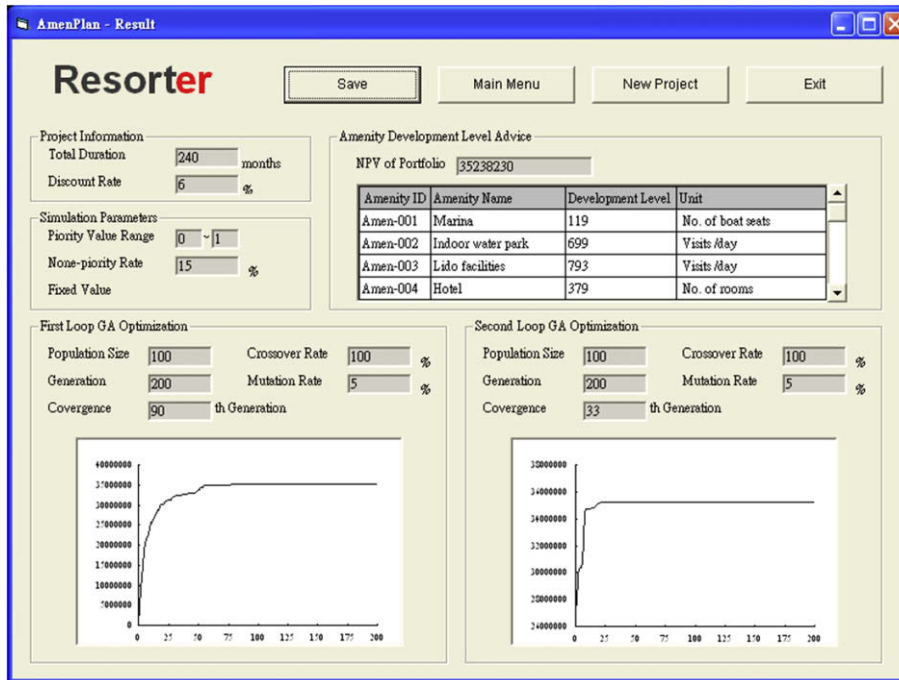 AmenPlan - Result
Resorter
Save
Main Menu
New Project
Exit
Project Information
Total Duration 240 months
Discount Rate 6 %
Simulation Parameters
Piority Value Range 0 ~ 1
None-piority Rate 15 %
Fixed Value
Amenity Development Level Advice
NPV of Portfolio 35238230
Amenity ID Amenity Name Development Level Unit
Amen-001 Marina 119 No. of boat seats
Amen-002 Indoor water park 699 Visits /day
Amen-003 Lido facilities 793 Visits /day
Amen-004 Hotel 379 No. of rooms
First Loop GA Optimization
Population Size 100 Crossover Rate 100 %
Generation 200 Mutation Rate 5 %
Covergence 90 th Generation
40000000
35000000
30000000
25000000
20000000
15000000
10000000
5000000
0
0 25 50 75 100 125 150 175 200
Second Loop GA Optimization
Population Size 100 Crossover Rate 100 %
Generation 200 Mutation Rate 5 %
Covergence 33 th Generation
36000000
34000000
32000000
30000000
28000000
24000000
0 25 50 75 100 125 150 175 200